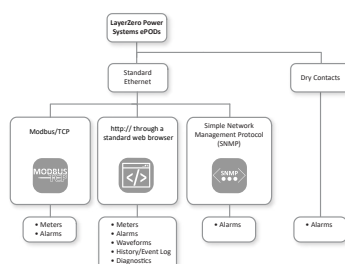 LayerZero Power
Systems ePODs
Standard
Ethernet
Dry Contacts
Modbus/TCP
http:// through a
standard web browser
Simple Network
Management Protocol
(SNMP)
MODBUS
</>
SNMP
• Meters
• Alarms
• Meters
• Alarms
• Waveforms
• History/Event Log
• Diagnostics
• Alarms
• Alarms